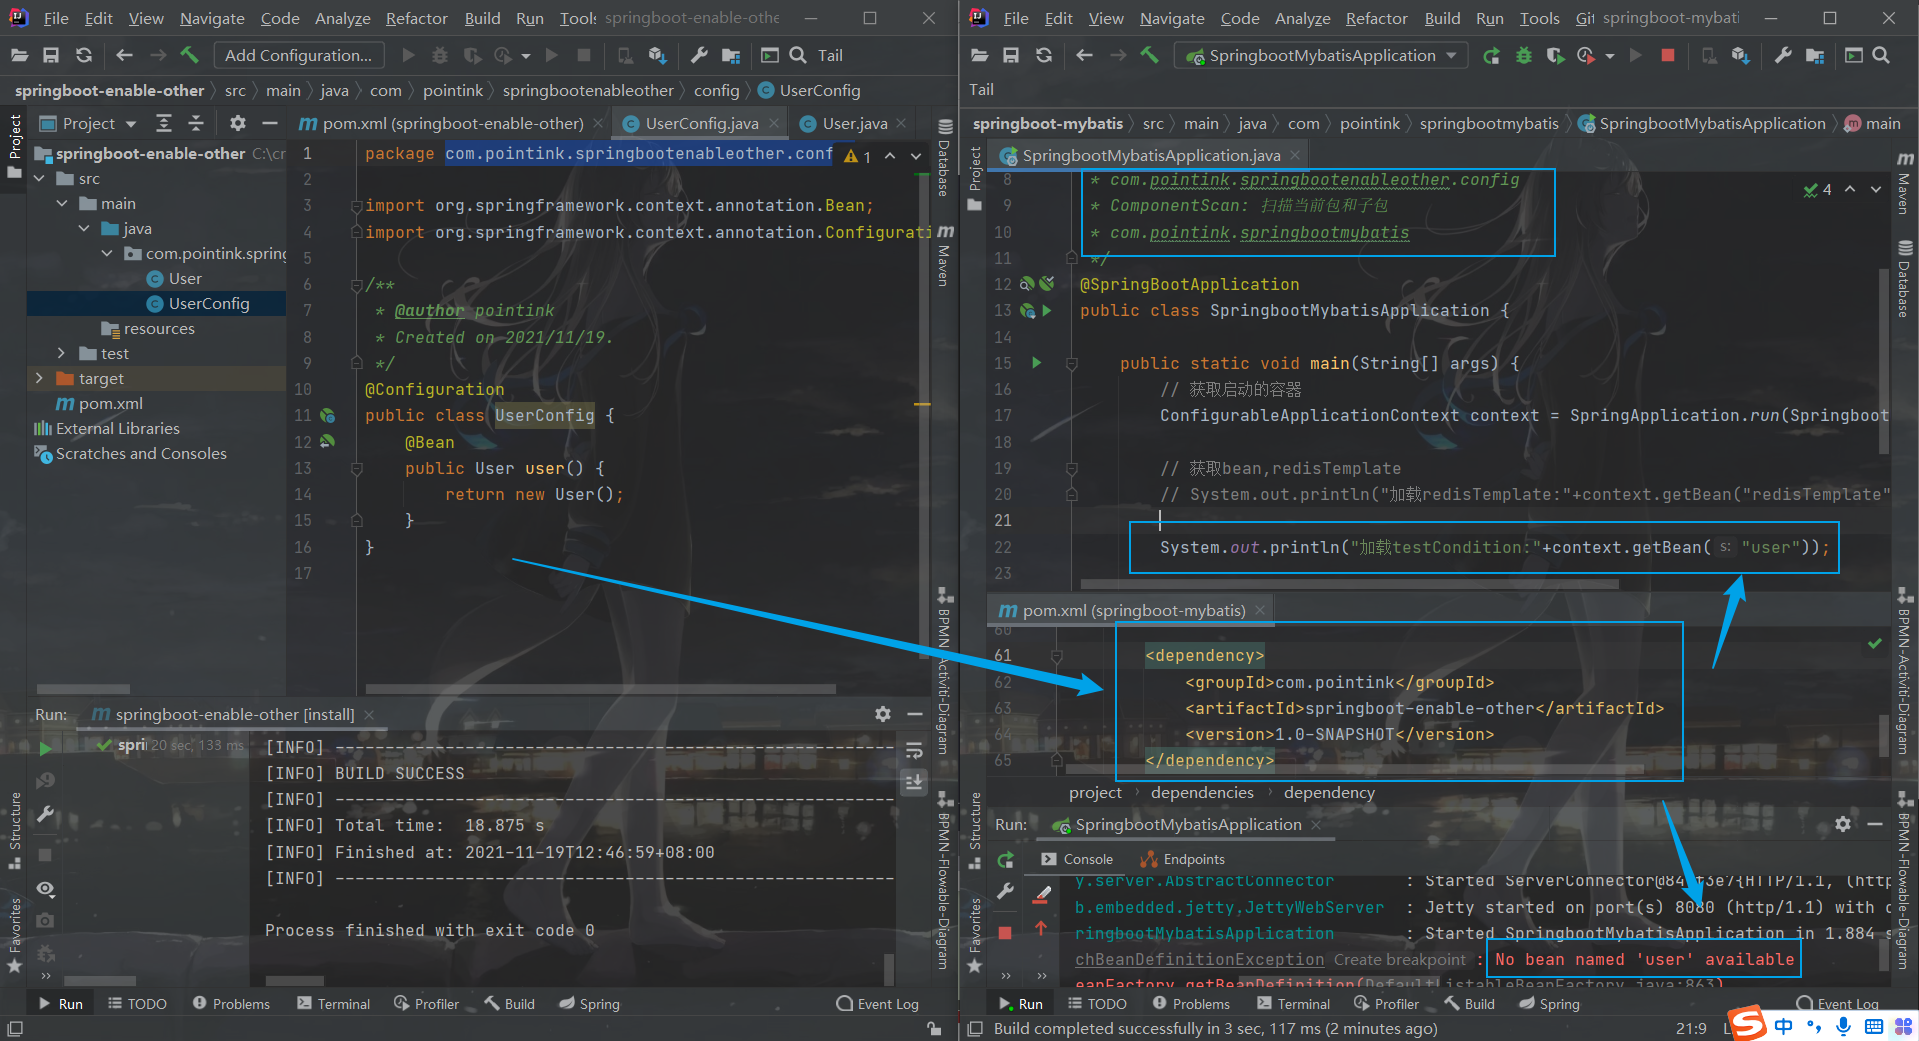 File Edit View Navigate Code Analyze Refactor Build Run Tools springboot-enable-othe
Add Configuration... Tail
springboot-enable-other src main java com pointink springbootenableother config UserConfig
Project
pom.xml (springboot-enable-other) UserConfig.java User.java
springboot-enable-other C:\cr
src
main
java
com.pointink.spring
User
UserConfig
resources
test
target
pom.xml
External Libraries
Scratches and Consoles
Project
Structure
Favorites
1 package com.pointink.springbootenableother.conf
1
2
3 import org.springframework.context.annotation.Bean;
4 import org.springframework.context.annotation.Configurati
5
6 /**
7 * @author pointink
8 * Created on 2021/11/19.
9 */
10 @Configuration
11 public class UserConfig {
12 @Bean
13 public User user() {
14 return new User();
15 }
16 }
17
Database
Maven
BPMN-Activiti-Diagram
BPMN-Flowable-Diagram
Run: springboot-enable-other [install]
spri 20 sec, 133 ms
[INFO] --------------------------------------------------------
[INFO] BUILD SUCCESS
[INFO] --------------------------------------------------------
[INFO] Total time:  18.875 s
[INFO] Finished at: 2021-11-19T12:46:59+08:00
[INFO] --------------------------------------------------------
Process finished with exit code 0
Run TODO Problems Terminal Profiler Build Spring Event Log
File Edit View Navigate Code Analyze Refactor Build Run Tools Git springboot-mybati
SpringbootMybatisApplication
Tail
springboot-mybatis src main java com pointink springbootmybatis SpringbootMybatisApplication main
SpringbootMybatisApplication.java
Project
Structure
Favorites
8 * com.pointink.springbootenableother.config
4
9 * ComponentScan: 扫描当前包和子包
10 * com.pointink.springbootmybatis
11 */
12 @SpringBootApplication
13 public class SpringbootMybatisApplication {
14
15 public static void main(String[] args) {
16 // 获取启动的容器
17 ConfigurableApplicationContext context = SpringApplication.run(Springboot
18
19 // 获取bean,redisTemplate
20 // System.out.println("加载redisTemplate:"+context.getBean("redisTemplate"
21
22 System.out.println("加载testCondition:"+context.getBean( s: "user"));
23
Maven
Database
BPMN-Activiti-Diagram
BPMN-Flowable-Diagram
pom.xml (springboot-mybatis)
60
61 <dependency>
62 <groupId>com.pointink</groupId>
63 <artifactId>springboot-enable-other</artifactId>
64 <version>1.0-SNAPSHOT</version>
65 </dependency>
project dependencies dependency
Run: SpringbootMybatisApplication
Console Endpoints
y.server.AbstractConnector : Started ServerConnector@84
b.embedded.jetty.JettyWebServer : Jetty started on port(s) 8080 (http/1.1) with c
ringbootMybatisApplication : Started SpringbootMybatisApplication in 1.884 s
chBeanDefinitionException Create breakpoint : No bean named 'user' available
eanFactory.getBeanDefinition(DefaultListableBeanFactory.java:863)
Run TODO Problems Terminal Profiler Build Spring Event Log
Build completed successfully in 3 sec, 117 ms (2 minutes ago) 21:9
S 中